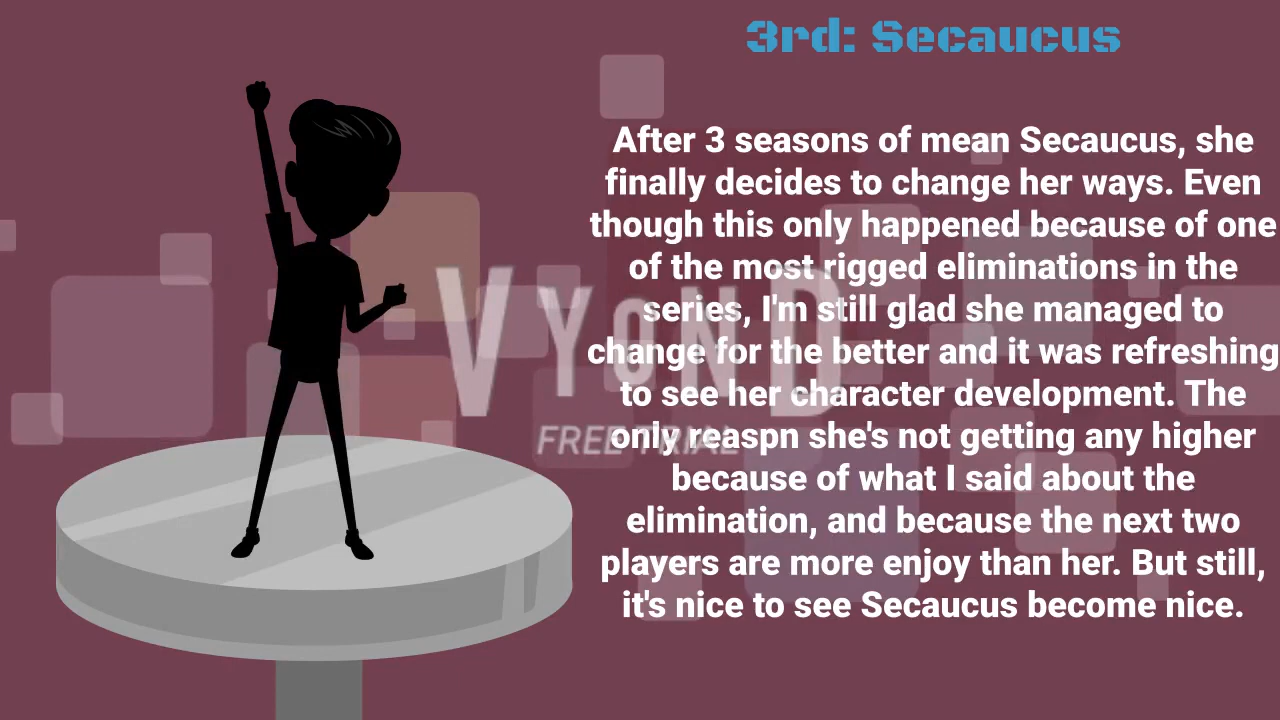 3rd: Secaucus
After 3 seasons of mean Secaucus, she
finally decides to change her ways. Even
though this only happened because of one
of the most rigged eliminations in the
series, I'm still glad she managed to
change for the better and it was refreshing
to see her character development. The
only reaspn she's not getting any higher
because of what I said about the
elimination, and because the next two
players are more enjoy than her. But still,
it's nice to see Secaucus become nice.
VYOND
FREE TRIAL